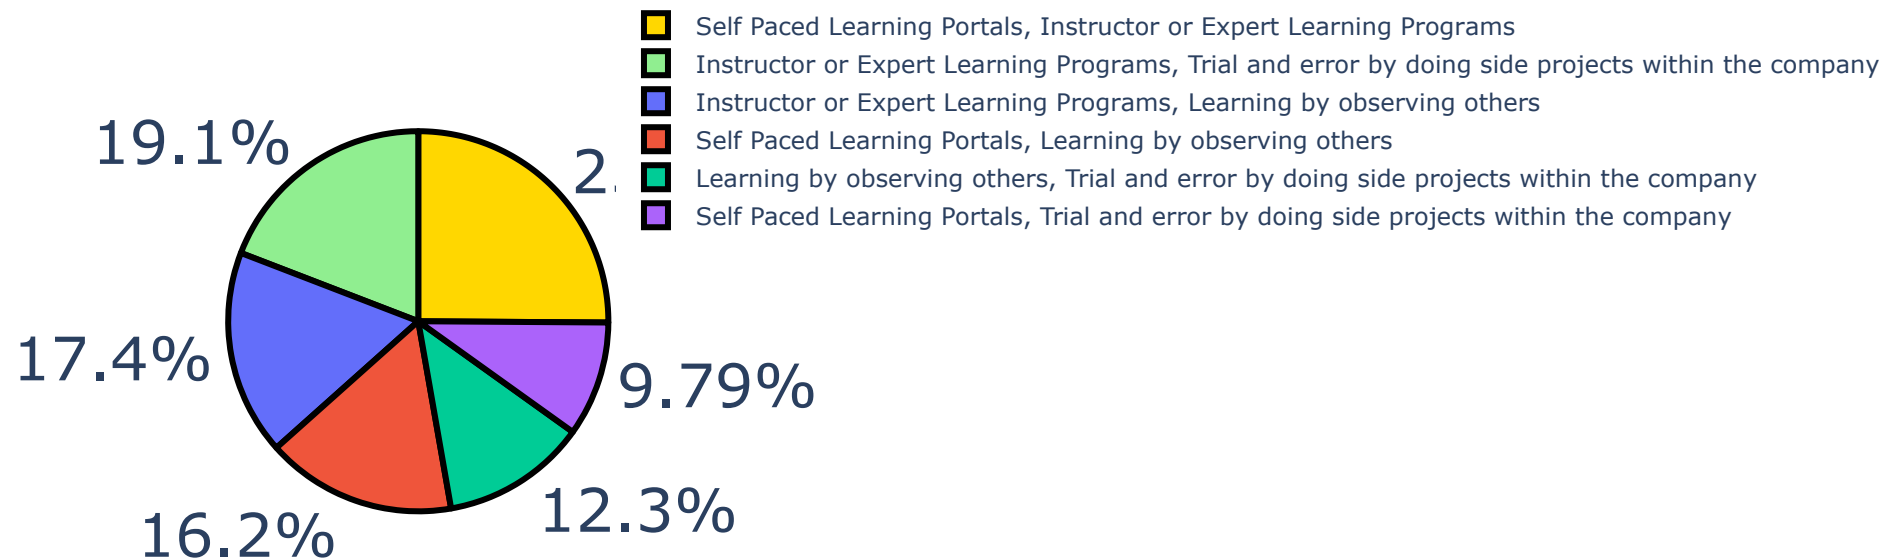 Self Paced Learning Portals, Instructor or Expert Learning Programs
Instructor or Expert Learning Programs, Trial and error by doing side projects within the company
Instructor or Expert Learning Programs, Learning by observing others
Self Paced Learning Portals, Learning by observing others
Learning by observing others, Trial and error by doing side projects within the company
Self Paced Learning Portals, Trial and error by doing side projects within the company
19.1%
2.
17.4%
9.79%
12.3%
16.2%